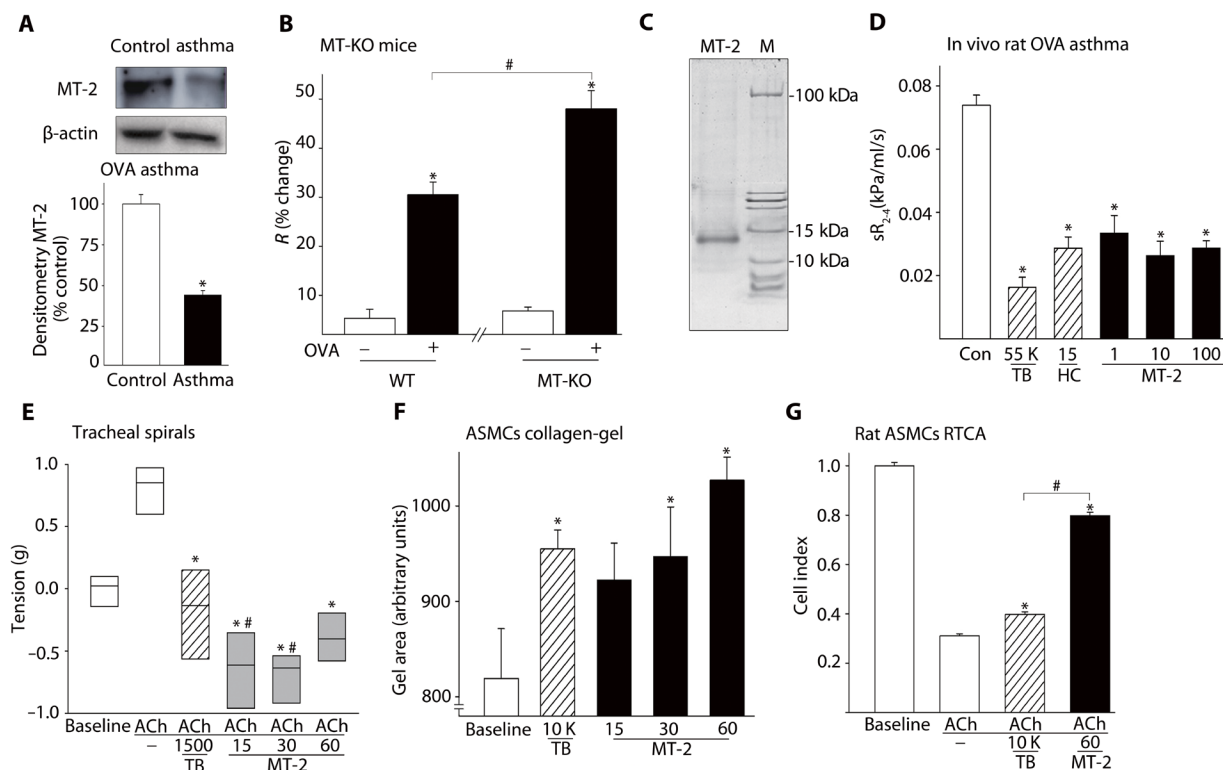 A
Control asthma
MT-2
β-actin
OVA asthma
Densitometry MT-2
(% control)
100
75
50
25
0
*
Control Asthma
B
MT-KO mice
#
*
*
R (% change)
50
40
30
20
10
OVA – + – +
WT MT-KO
C
MT-2 M
-100 kDa
-15 kDa
-10 kDa
D
In vivo rat OVA asthma
sR2-4(kPa/ml/s)
0.08
0.06
0.04
0.02
* * * * *
Con 55 K 15 1 10 100
TB HC MT-2
E
Tracheal spirals
Tension (g)
1.0
0.5
0.0
–0.5
–1.0
*
* #
* #
*
Baseline ACh ACh ACh ACh ACh
– 1500 15 30 60
TB MT-2
F
ASMCs collagen-gel
Gel area (arbitrary units)
1000
900
800
* * *
Baseline 10 K 15 30 60
TB MT-2
G
Rat ASMCs RTCA
Cell index
1.0
0.8
0.6
0.4
0.2
#
* *
Baseline ACh ACh ACh
– 10 K 60
TB MT-2